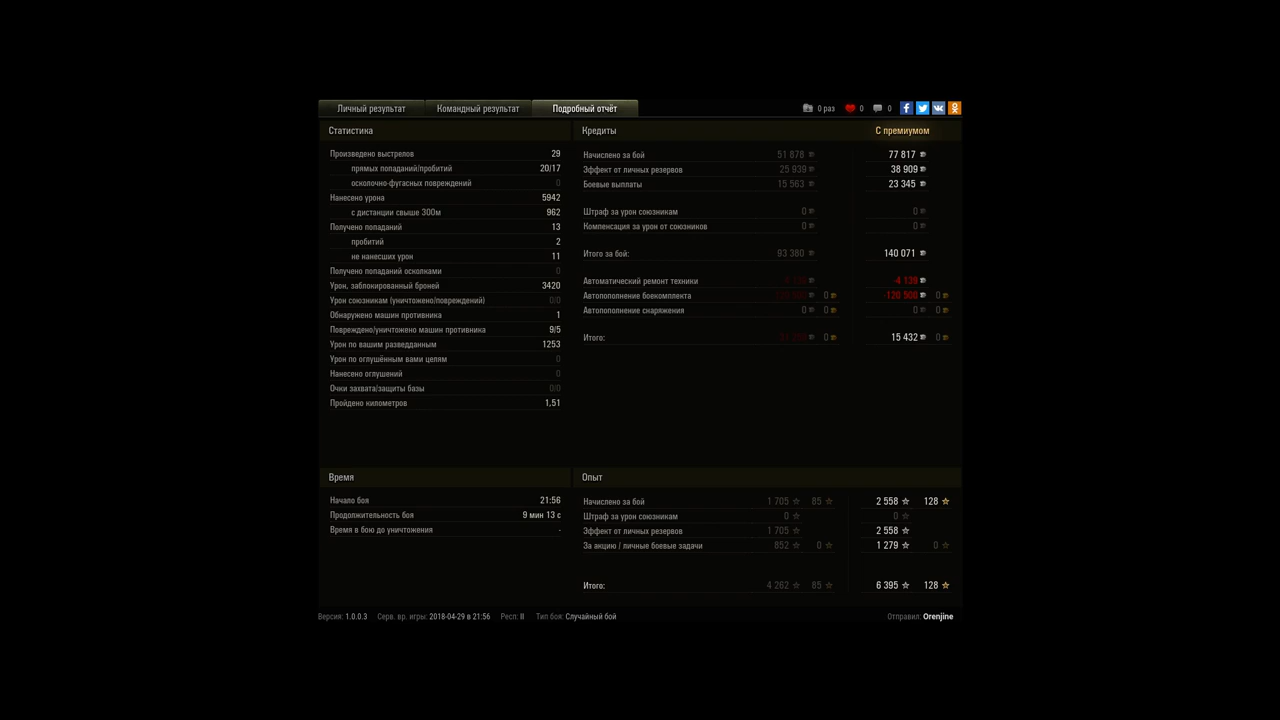 Личный результат Командный результат Подробный отчёт 0 раз 0 0
Статистика
Произведено выстрелов 29
прямых попаданий/пробитий 20/17
осколочно-фугасных повреждений 0
Нанесено урона 5942
с дистанции свыше 300м 962
Получено попаданий 13
пробитий 2
не нанесших урон 11
Получено попаданий осколками 0
Урон, заблокированный бронёй 3420
Урон союзникам (уничтожено/повреждений) 0/0
Обнаружено машин противника 1
Повреждено/уничтожено машин противника 9/5
Урон по вашим разведданным 1253
Урон по оглушённым вами целям 0
Нанесено оглушений 0
Очки захвата/защиты базы 0/0
Пройдено километров 1,51
Кредиты С премиумом
Начислено за бой 51 878 77 817
Эффект от личных резервов 25 939 38 909
Боевые выплаты 15 563 23 345
Штраф за урон союзникам 0 0
Компенсация за урон от союзников 0 0
Итого за бой: 93 380 140 071
Автоматический ремонт техники -4 139
Автопополнение боекомплекта 0 -120 500 0
Автопополнение снаряжения 0 0 0 0
Итого: 0 15 432 0
Время
Начало боя 21:56
Продолжительность боя 9 мин 13 с
Время в бою до уничтожения -
Опыт
Начислено за бой 1 705 85 2 558 128
Штраф за урон союзникам 0 0
Эффект от личных резервов 1 705 2 558
За акцию / личные боевые задачи 852 0 1 279 0
Итого: 4 262 85 6 395 128
Версия: 1.0.0.3 Серв. вр. игры: 2018-04-29 в 21:56 Респ: II Тип боя: Случайный бой Отправил: Orenjine